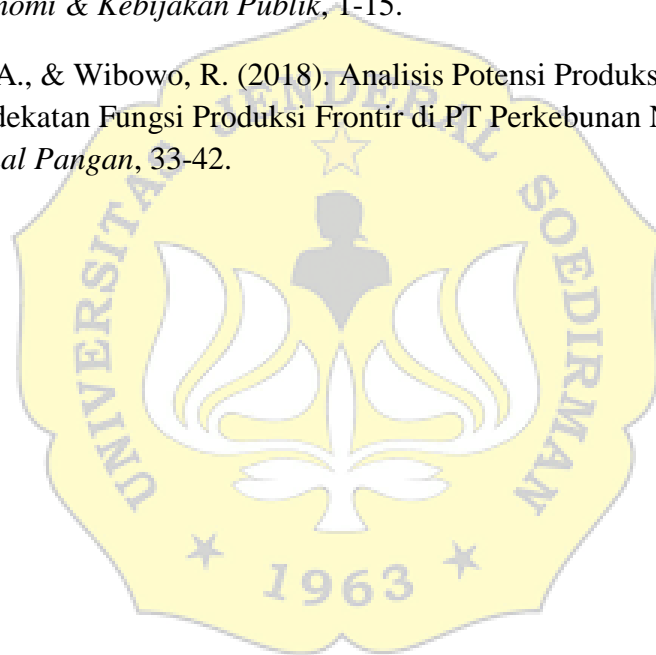 nomi & Kebijakan Publik, 1-15.
A., & Wibowo, R. (2018). Analisis Potensi Produks
dekatan Fungsi Produksi Frontir di PT Perkebunan N
al Pangan, 33-42.
UNIVERSITAS JENDERAL SOEDIRMAN
1963